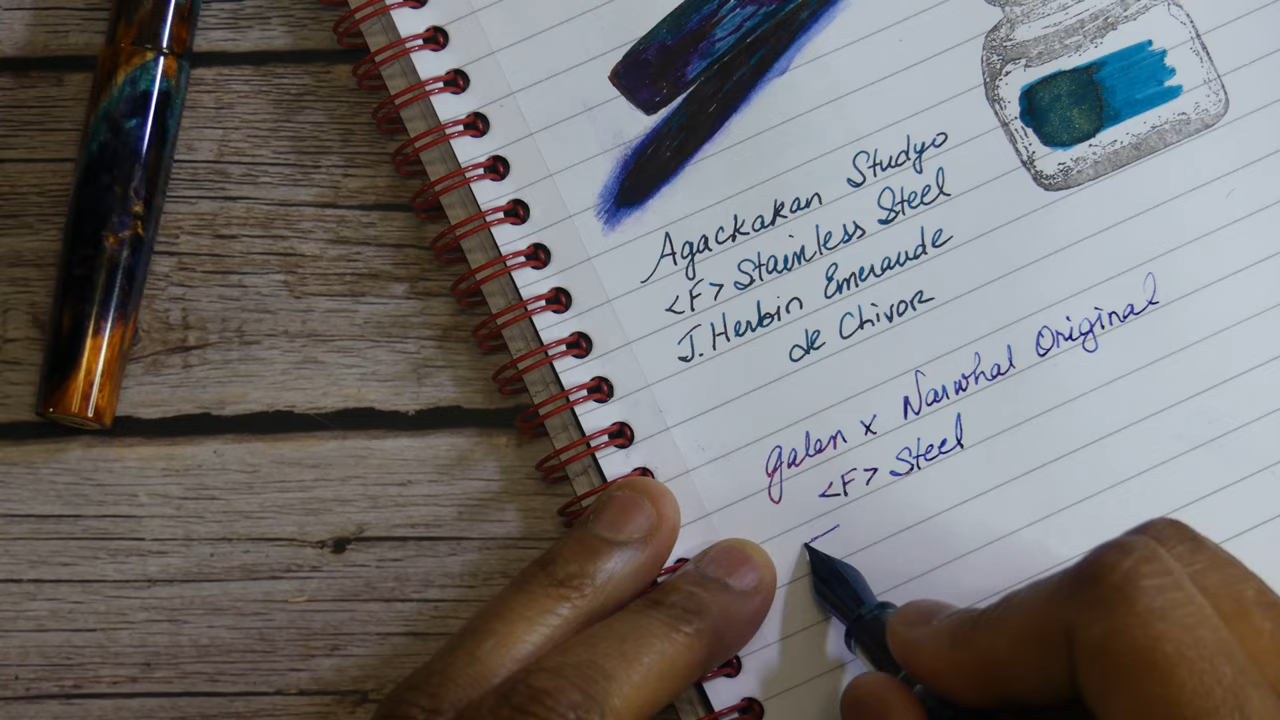 Agackakan Studyo
<F> Stainless Steel
J. Herbin Emeraude
de Chivor
Galen x Narwhal Original
<F> Steel